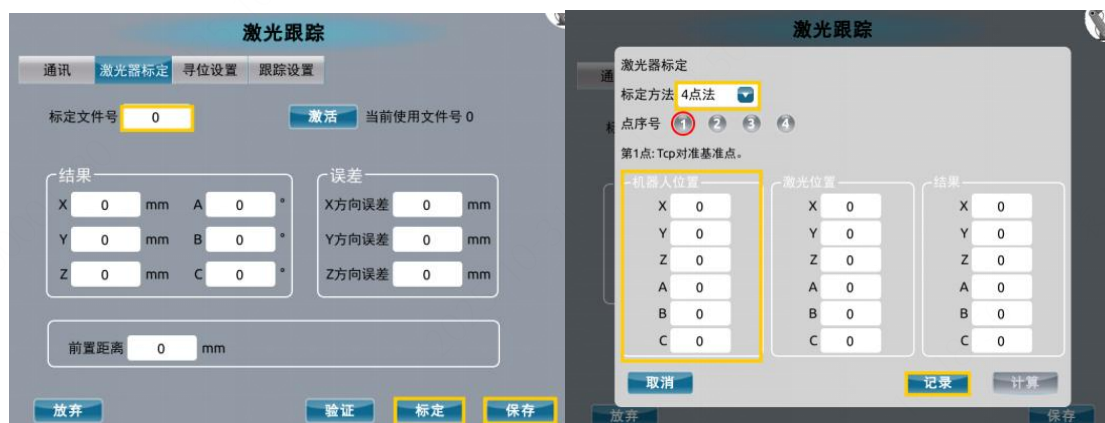 激光跟踪
通讯 激光器标定 寻位设置 跟踪设置
标定文件号 0 激活 当前使用文件号 0
结果 误差
X 0 mm A 0 ° X方向误差 0 mm
Y 0 mm B 0 ° Y方向误差 0 mm
Z 0 mm C 0 ° Z方向误差 0 mm
前置距离 0 mm
放弃 验证 标定 保存
激光跟踪
通
激光器标定
标定方法 4点法
标
点序号 1 2 3 4
第1点: Tcp对准基准点。
机器人位置 激光位置 结果
X 0 X 0 X 0
Y 0 Y 0 Y 0
Z 0 Z 0 Z 0
A 0 A 0 A 0
B 0 B 0 B 0
C 0 C 0 C 0
取消 记录 计算
放弃 保存